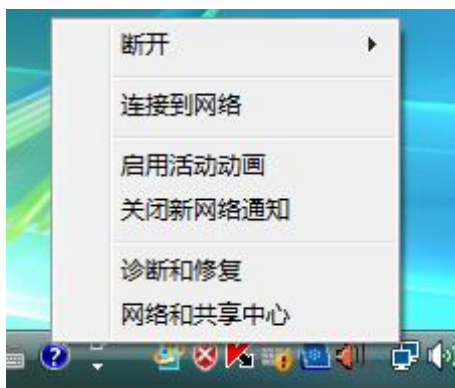 断开
连接到网络
启用活动动画
关闭新网络通知
诊断和修复
网络和共享中心